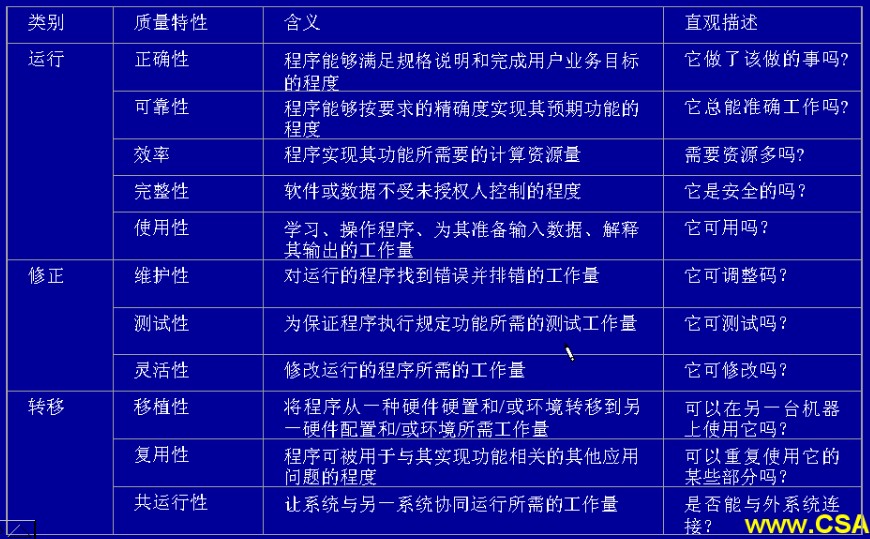 类别 质量特性 含义 直观描述
运行 正确性 程序能够满足规格说明和完成用户业务目标 它做了该做的事吗?
的程度
可靠性 程序能够按要求的精确度实现其预期功能的 它总能准确工作吗?
程度
效率 程序实现其功能所需要的计算资源量 需要资源多吗?
完整性 软件或数据不受未授权人控制的程度 它是安全的吗?
使用性 学习、操作程序、为其准备输入数据、解释 它可用吗?
其输出的工作量
修正 维护性 对运行的程序找到错误并排错的工作量 它可调整码?
测试性 为保证程序执行规定功能所需的测试工作量 它可测试吗?
灵活性 修改运行的程序所需的工作量 它可修改吗?
转移 移植性 将程序从一种硬件硬置和/或环境转移到另 可以在另一台机器
一硬件配置和/或环境所需工作量 上使用它吗?
复用性 程序可被用于与其实现功能相关的其他应用 可以重复使用它的
问题的程度 某些部分吗?
共运行性 让系统与另一系统协同运行所需的工作量 是否能与外系统连
接?
www.CSA